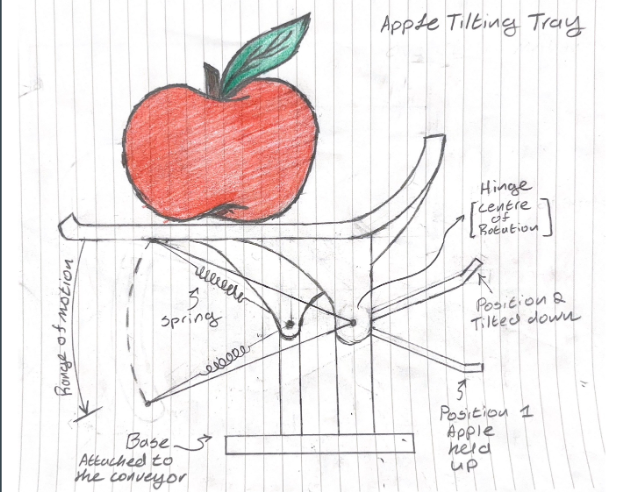 Apple Tilting Tray
Hinge
[centre
of
Rotation]
Range of motion
spring
Position 2
Tilted down
Position 1
Apple
held
up
Base
Attached to
the conveyor